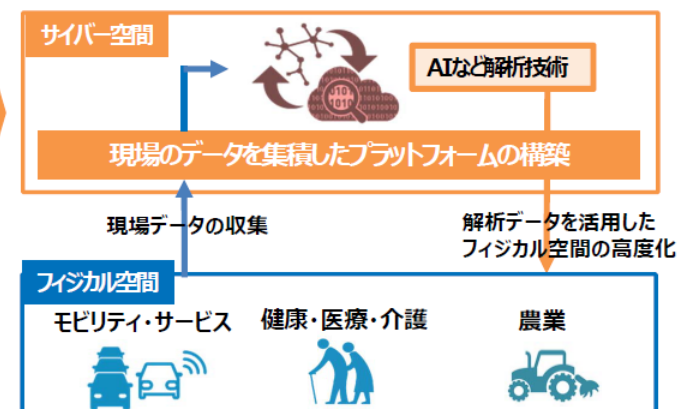 サイバー空間
AIなど解析技術
現場のデータを集積したプラットフォームの構築
現場データの収集
解析データを活用した
フィジカル空間の高度化
フィジカル空間
モビリティ・サービス
健康・医療・介護
農業